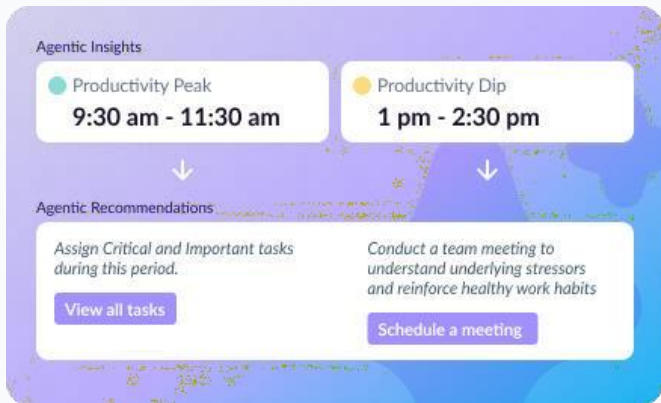 Agentic Insights
Productivity Peak
9:30 am - 11:30 am
Productivity Dip
1 pm - 2:30 pm
Agentic Recommendations
Assign Critical and Important tasks
during this period.
View all tasks
Conduct a team meeting to
understand underlying stressors
and reinforce healthy work habits
Schedule a meeting